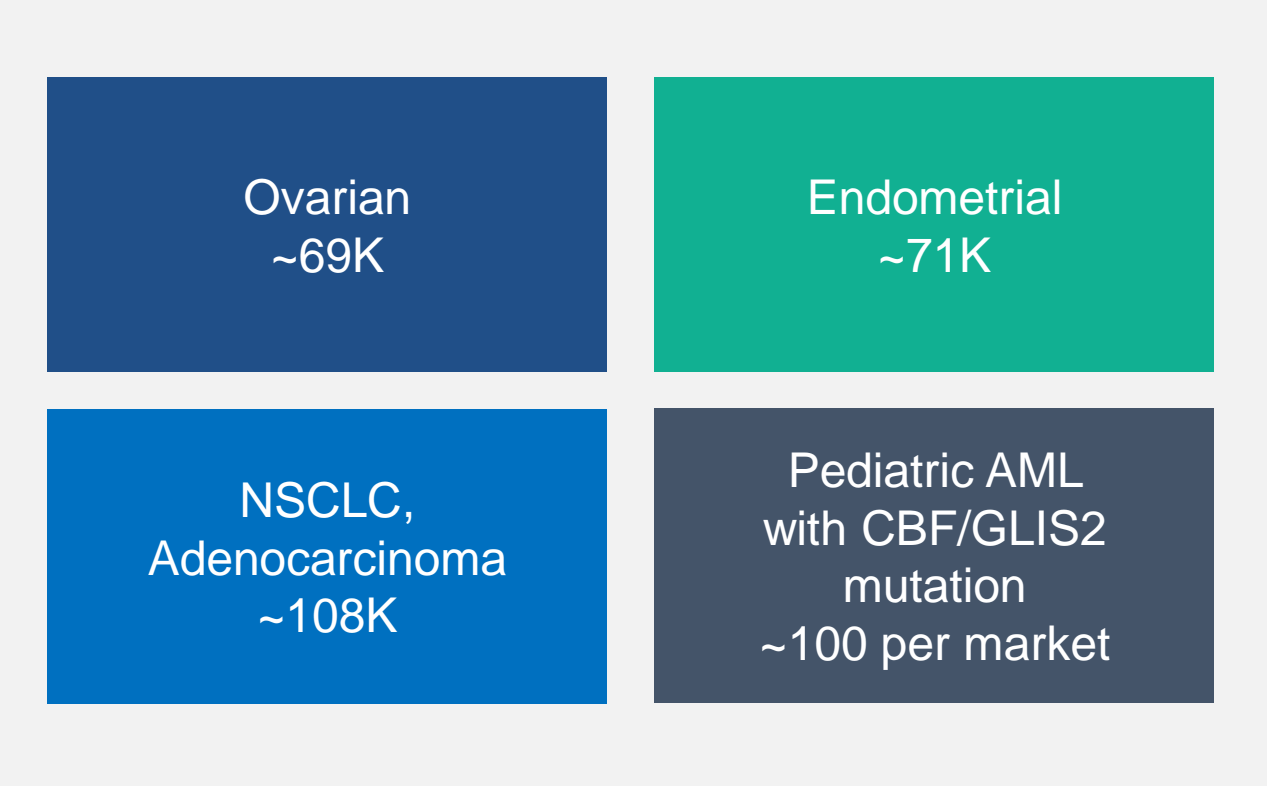 Ovarian
~69K
Endometrial
~71K
NSCLC,
Adenocarcinoma
~108K
Pediatric AML
with CBF/GLIS2
mutation
~100 per market